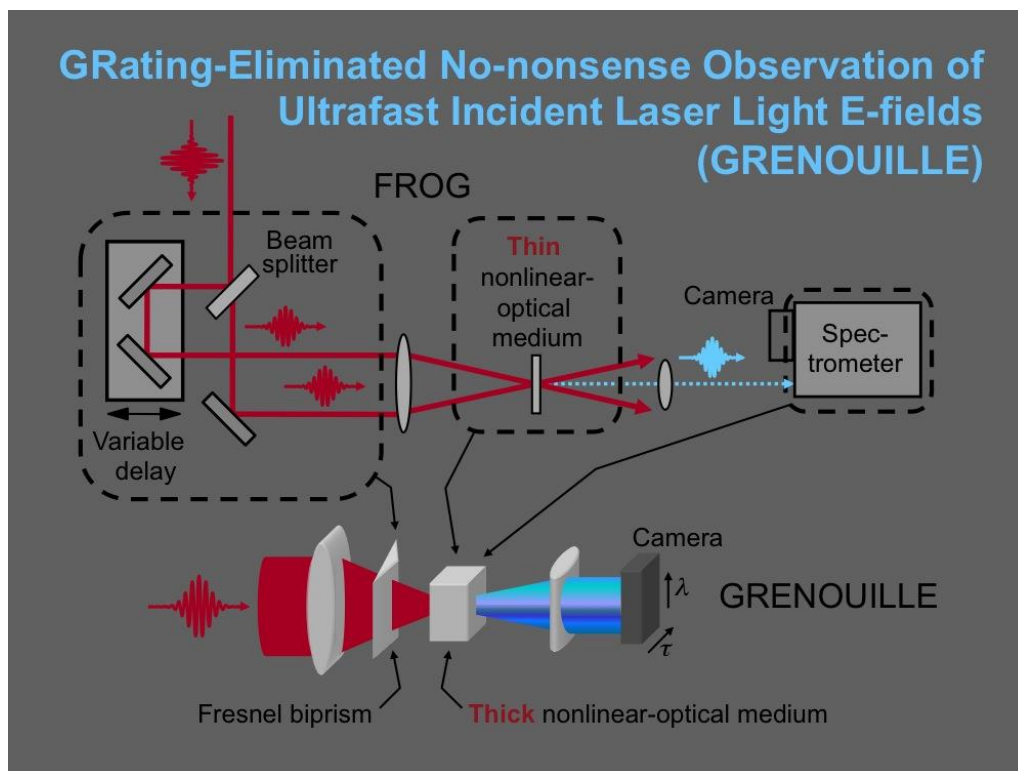 GRating-Eliminated No-nonsense Observation of
Ultrafast Incident Laser Light E-fields
(GRENOUILLE)
FROG
Beam
splitter
Thin
nonlinear-
optical
medium
Camera
Spec-
trometer
Variable
delay
Camera
λ
τ
GRENOUILLE
Fresnel biprism
Thick nonlinear-optical medium